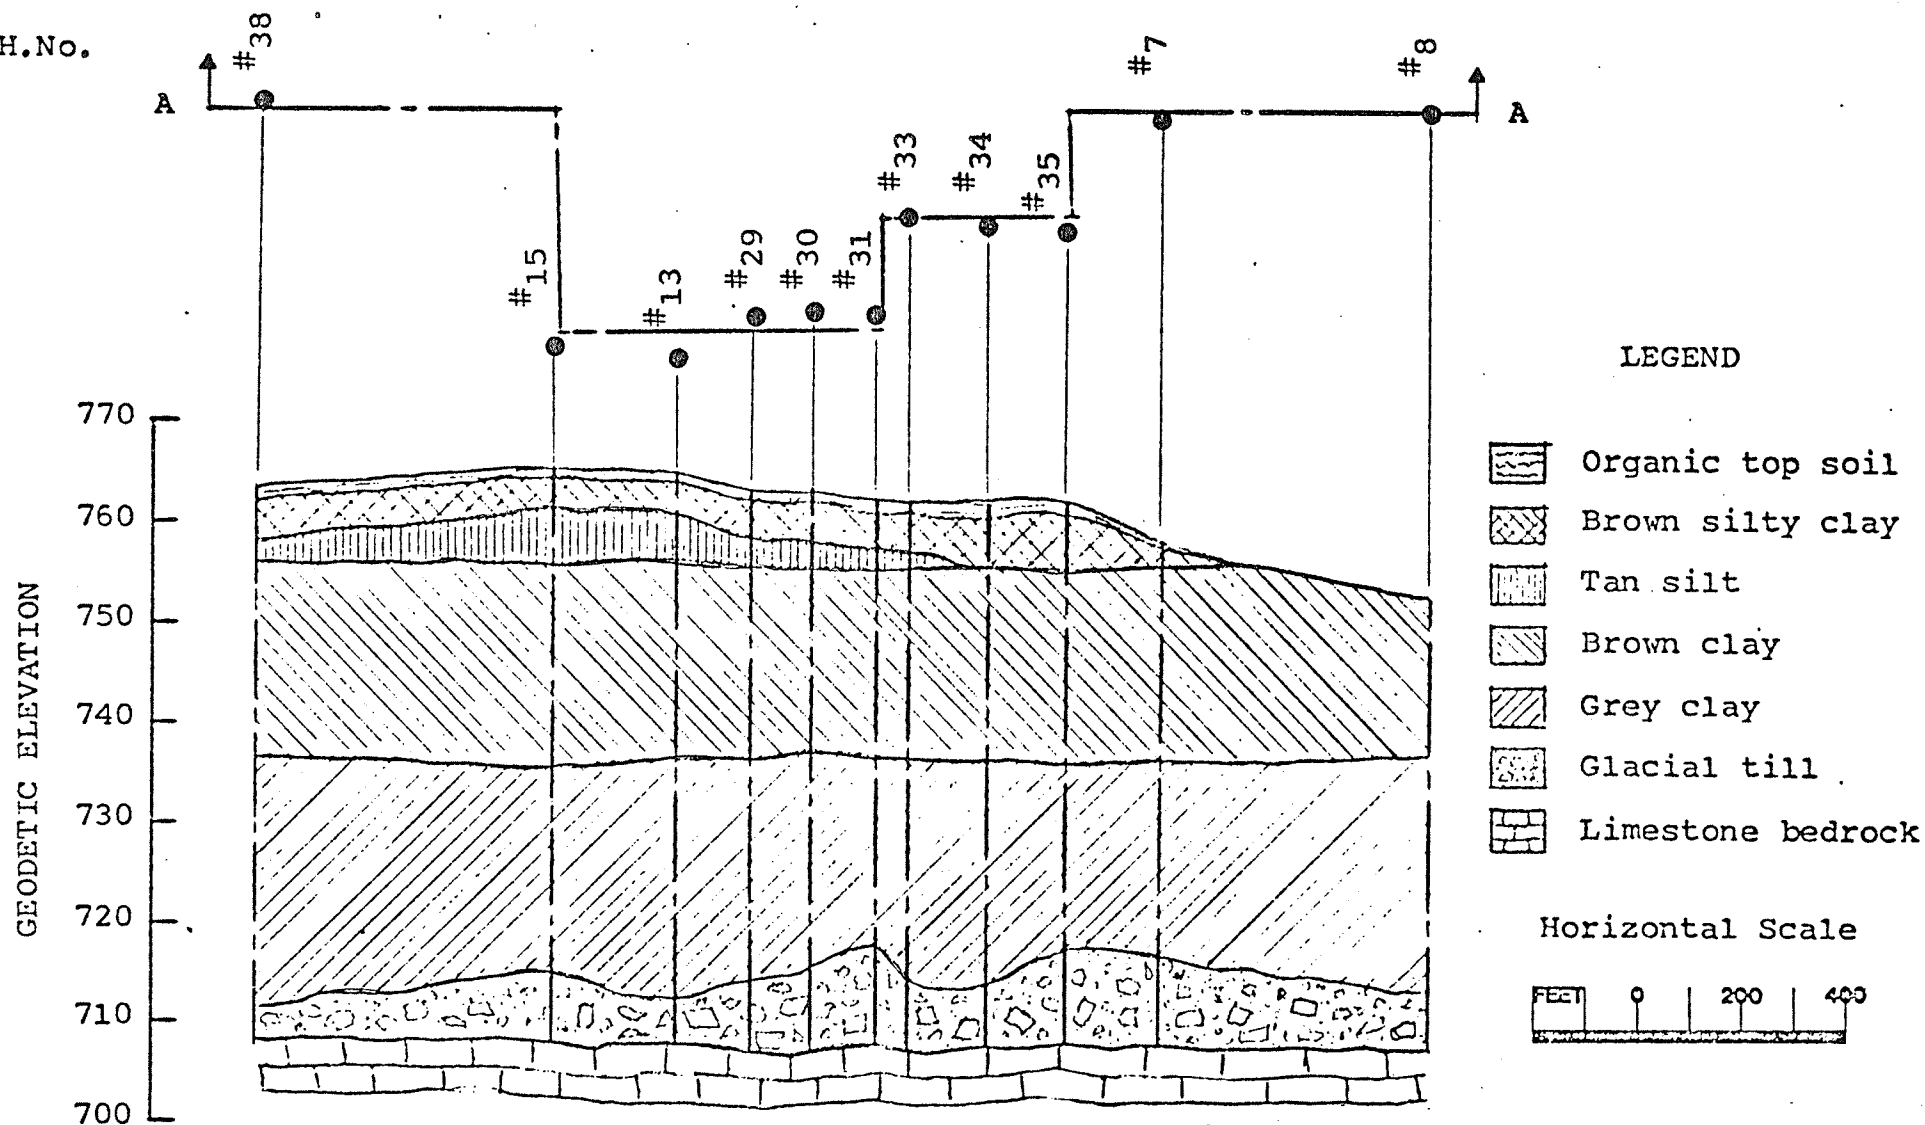 H.No.
#38
#7
#8
A
A
#33
#34
#35
#15
#13
#29
#30
#31
LEGEND
770
Organic top soil
760
Brown silty clay
Tan silt
750
Brown clay
740
Grey clay
Glacial till
730
Limestone bedrock
720
Horizontal Scale
710
FEET 0 200 400
700
GEODETIC ELEVATION